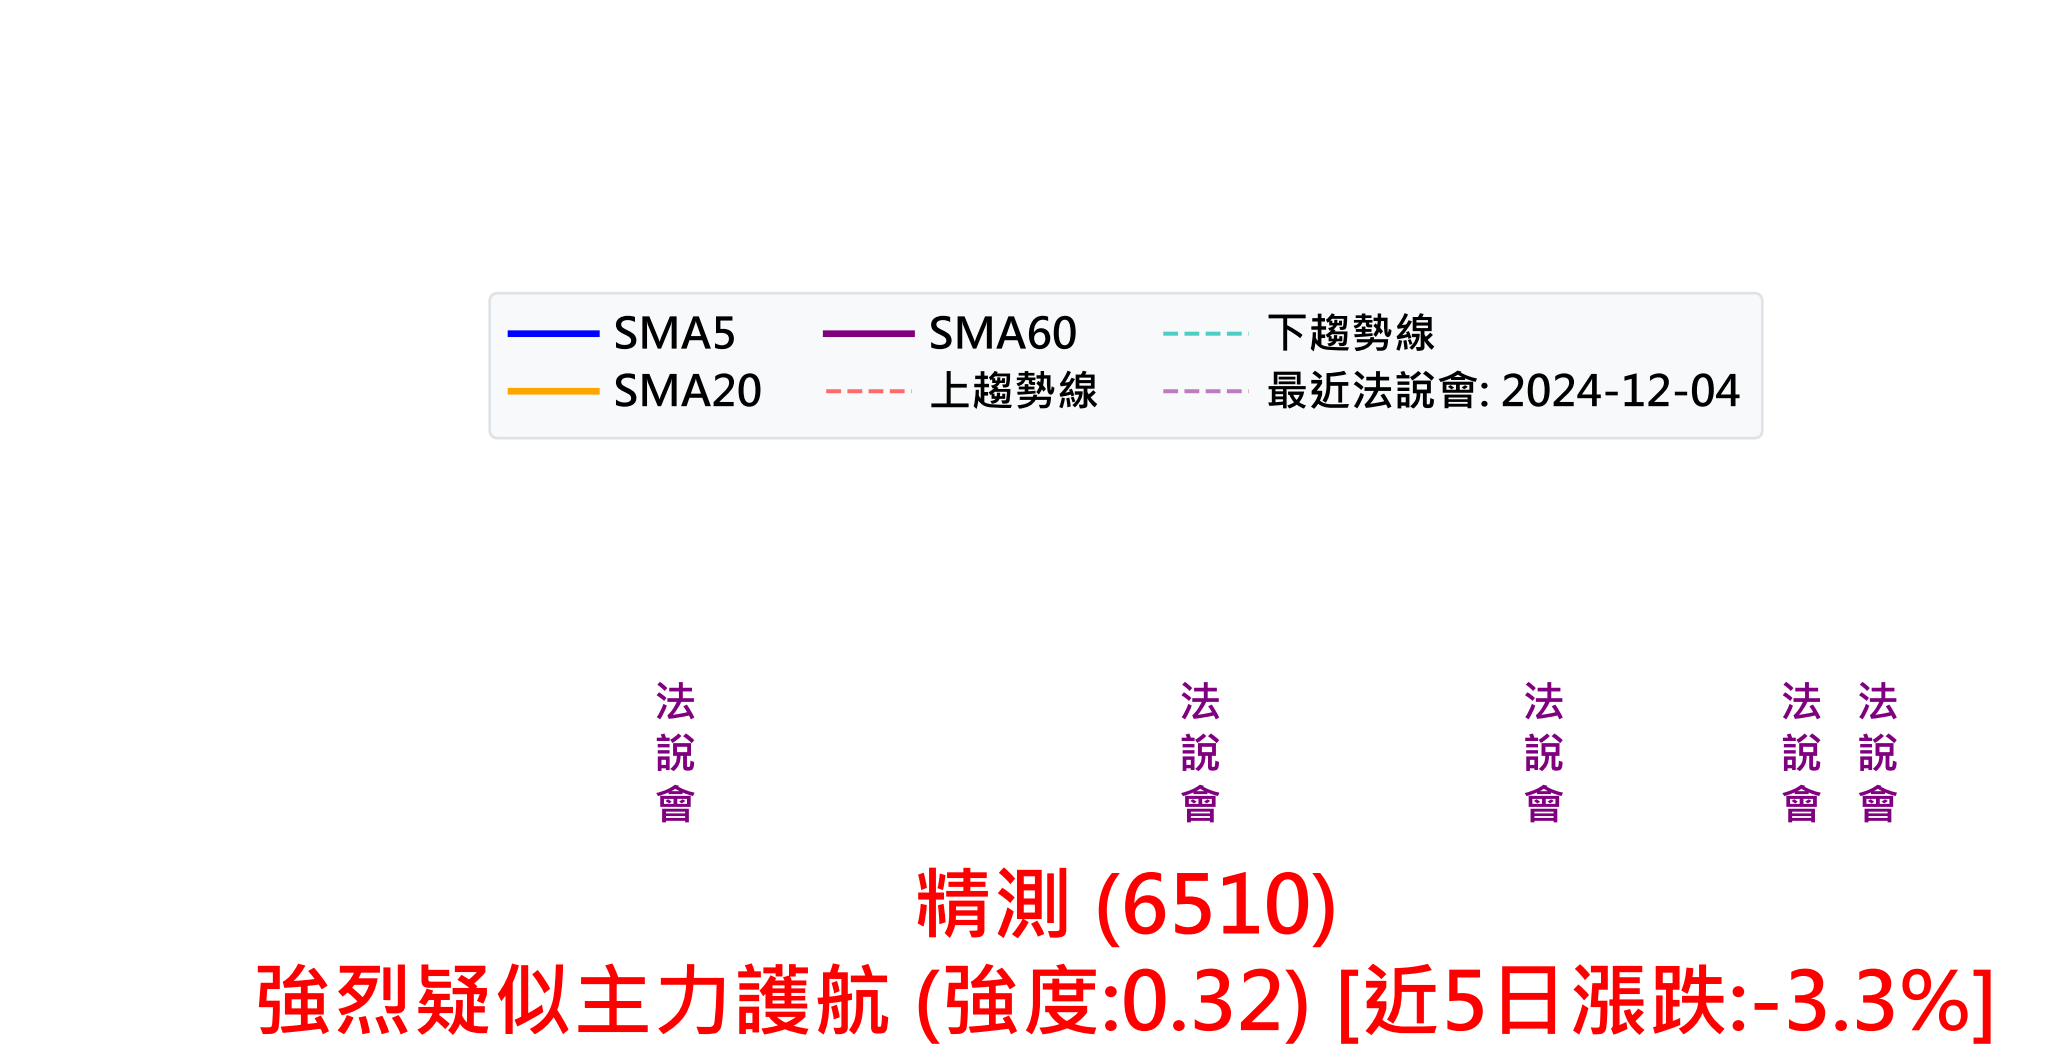 SMA5
SMA20
SMA60
上趨勢線
下趨勢線
最近法說會: 2024-12-04
法說會
法說會
法說會
法說會
法說會
精測 (6510)
強烈疑似主力護航 (強度:0.32) [近5日漲跌:-3.3%]